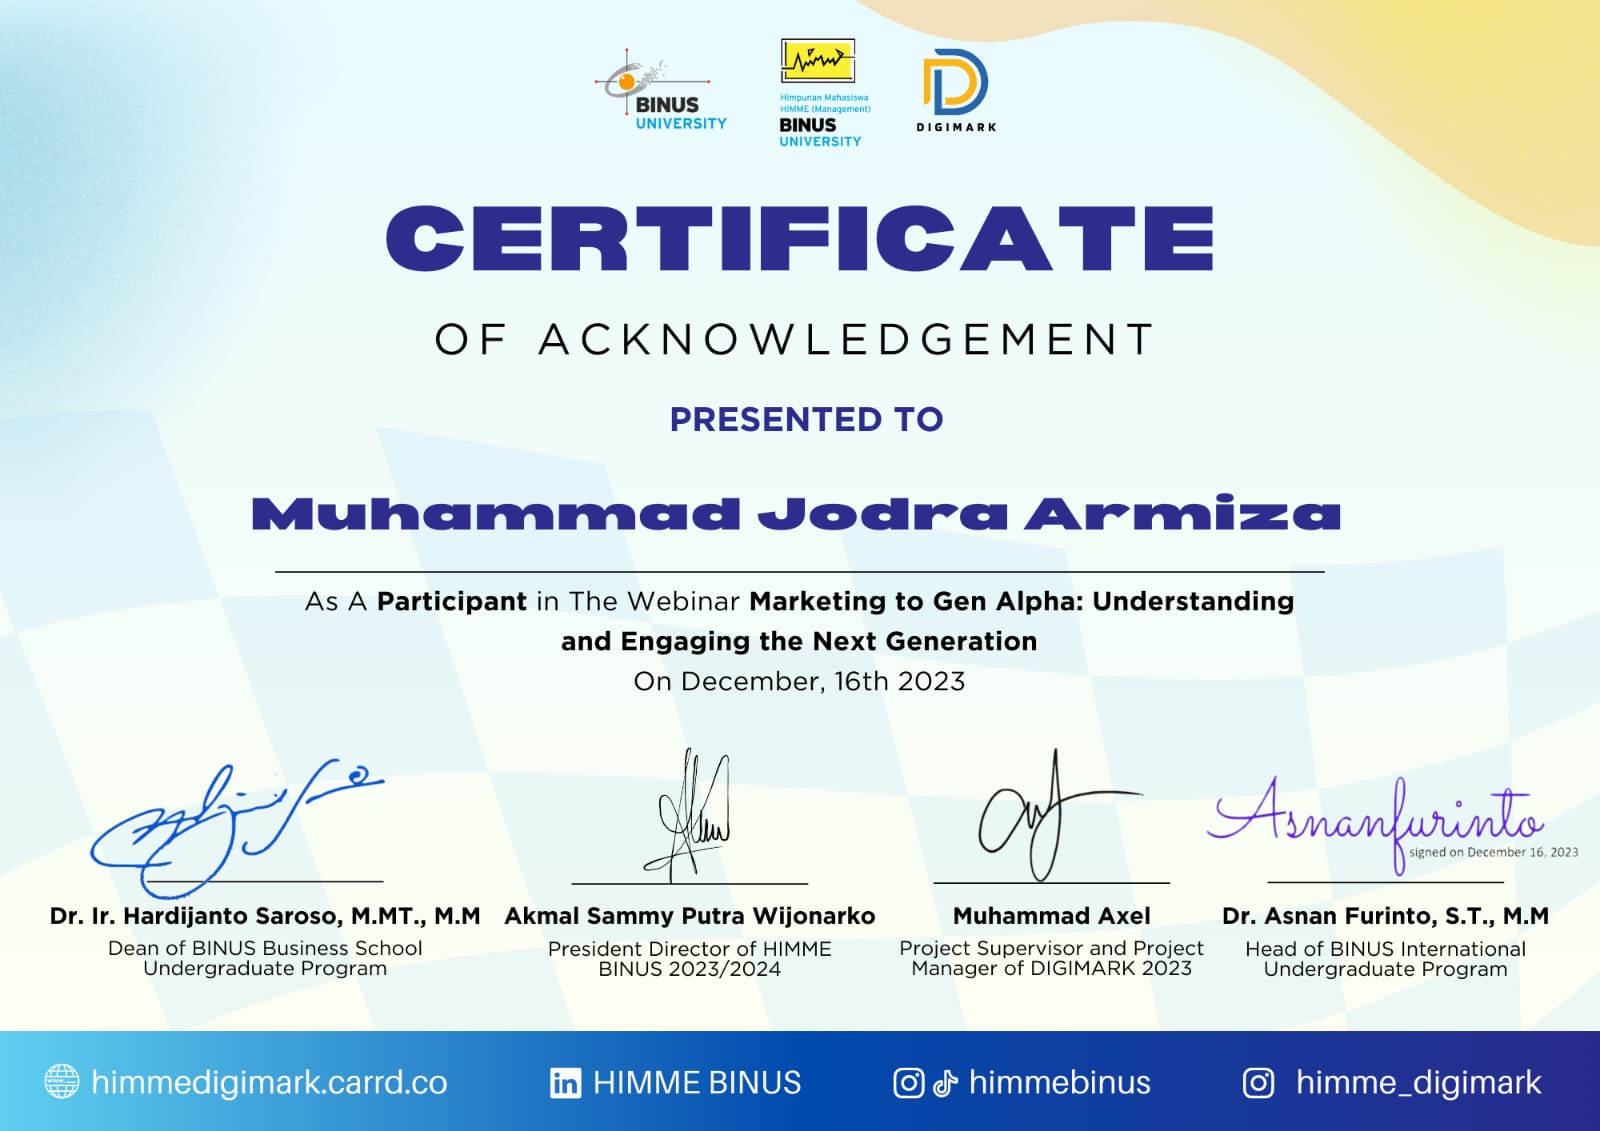 BINUS
UNIVERSITY
Himpunan Mahasiswa
HIMME (Management)
BINUS
UNIVERSITY
DIGIMARK
CERTIFICATE
OF ACKNOWLEDGEMENT
PRESENTED TO
Muhammad Jodra Armiza
As A Participant in The Webinar Marketing to Gen Alpha: Understanding
and Engaging the Next Generation
On December, 16th 2023
Asnanfurinto
signed on December 16, 2023
Dr. Ir. Hardijanto Saroso, M.MT., M.M
Dean of BINUS Business School
Undergraduate Program
Akmal Sammy Putra Wijonarko
President Director of HIMME
BINUS 2023/2024
Muhammad Axel
Project Supervisor and Project
Manager of DIGIMARK 2023
Dr. Asnan Furinto, S.T., M.M
Head of BINUS International
Undergraduate Program
himmedigimark.carrd.co
HIMME BINUS
himmebinus
himme_digimark